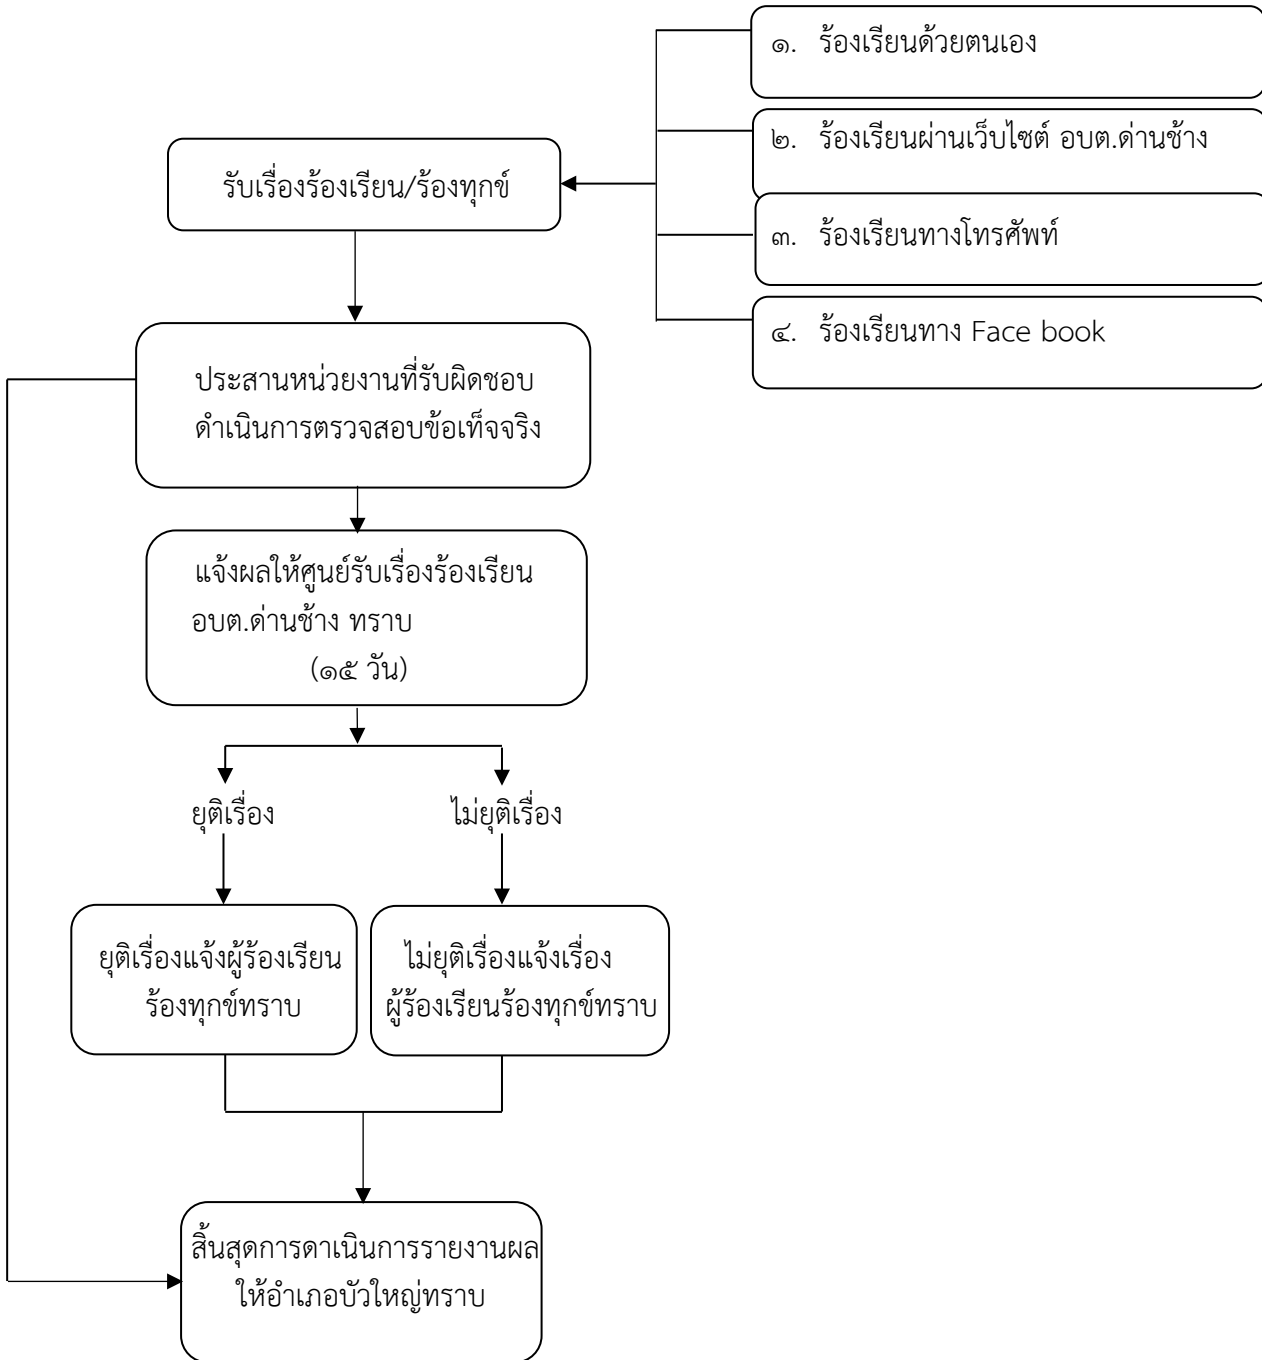 ๑. ร้องเรียนด้วยตนเอง
๒. ร้องเรียนผ่านเว็บไซต์ อบต.ด่านช้าง
รับเรื่องร้องเรียน/ร้องทุกข์
๓. ร้องเรียนทางโทรศัพท์
๔. ร้องเรียนทาง Face book
ประสานหน่วยงานที่รับผิดชอบ
ดำเนินการตรวจสอบข้อเท็จจริง
แจ้งผลให้ศูนย์รับเรื่องร้องเรียน
อบต.ด่านช้าง ทราบ
(๑๕ วัน)
ยุติเรื่อง
ไม่ยุติเรื่อง
ยุติเรื่องแจ้งผู้ร้องเรียน
ร้องทุกข์ทราบ
ไม่ยุติเรื่องแจ้งเรื่อง
ผู้ร้องเรียนร้องทุกข์ทราบ
สิ้นสุดการดาเนินการรายงานผล
ให้อำเภอบัวใหญ่ทราบ